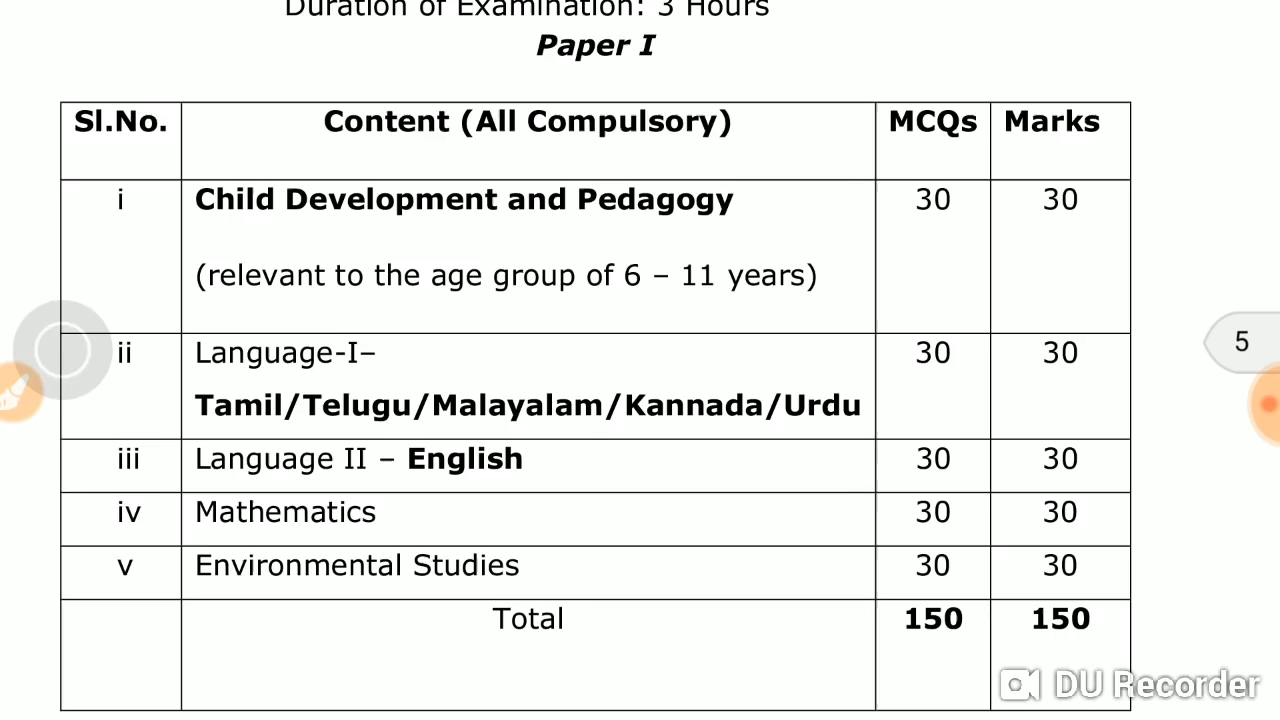 Duration of Examination: 3 Hours
Paper I
Sl.No. Content (All Compulsory) MCQs Marks
i Child Development and Pedagogy 30 30
(relevant to the age group of 6 – 11 years)
ii Language-I– 30 30
Tamil/Telugu/Malayalam/Kannada/Urdu
5
iii Language II – English 30 30
iv Mathematics 30 30
v Environmental Studies 30 30
Total 150 150
DU Recorder